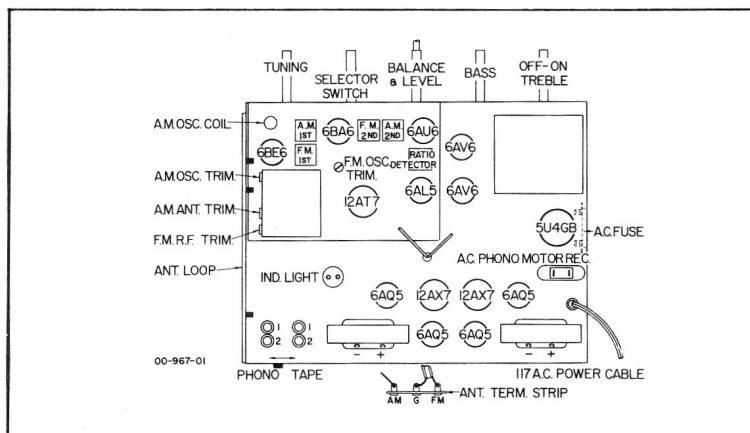 TUNING
SELECTOR
SWITCH
BALANCE
& LEVEL
BASS
OFF-ON
TREBLE
A.M.OSC. COIL
A.M.
1ST
6BA6
F.M.
2ND
A.M.
2ND
6AU6
6BE6
F.M.
1ST
6AV6
F.M.OSC.
TRIM.
RATIO
DETECTOR
A.M.OSC. TRIM.
12AT7
6AL5
6AV6
A.M.ANT. TRIM.
F.M.R.F. TRIM.
5U4GB
A.C.FUSE
ANT. LOOP
IND. LIGHT
A.C. PHONO MOTOR REC.
6AQ5
12AX7
12AX7
6AQ5
1
1
2
2
6AQ5
6AQ5
- +
- +
00-967-01
PHONO TAPE
117 A.C. POWER CABLE
AM G FM
ANT. TERM. STRIP